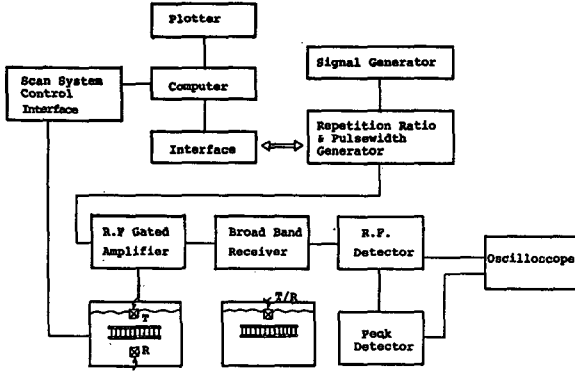 Plotter
Signal Generator
Scan System
Control
Interface
Computer
Repetition Ratio
& Pulsewidth
Generator
Interface
R.F Gated
Amplifier
Broad Band
Receiver
R.F.
Detector
Oscilloscope
T
T/R
R
Peak
Detector